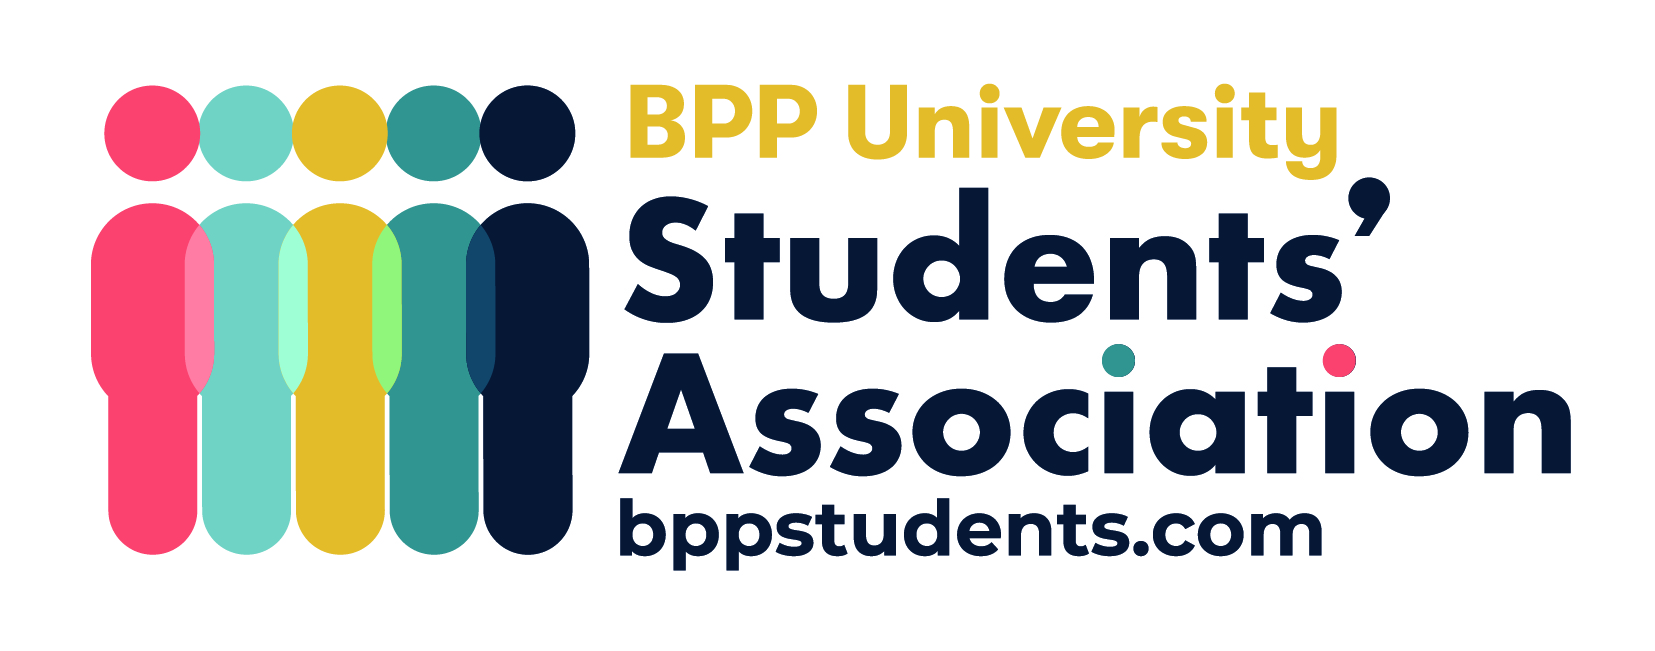 BPP University
Students’
Association
bppstudents.com